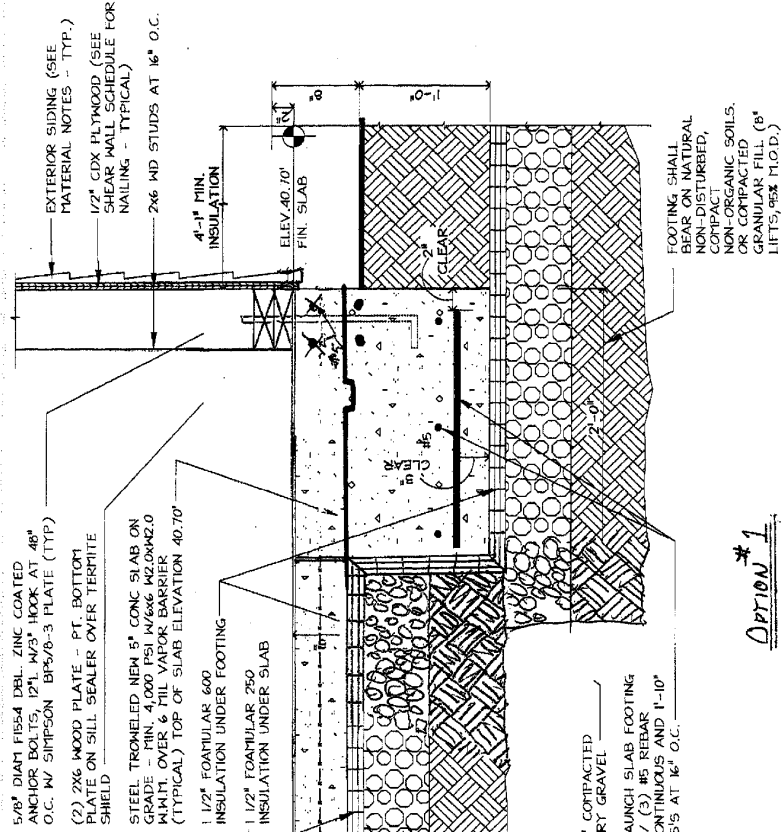 EXTERIOR SIDING (SEE
MATERIAL NOTES - TYP.)
1/2" CDX PLYWOOD (SEE
SHEAR WALL SCHEDULE FOR
NAILING - TYPICAL)
2X6 WD STUDS AT 16" O.C.
4'-1" MIN.
INSULATION
ELEV.40.70'
FIN. SLAB
2"
8"
1'-0"
5/8" DIAM F1554 DBL. ZINC COATED
ANCHOR BOLTS, 12"L W/3" HOOK AT 48"
O.C. W/ SIMPSON BP5/8-3 PLATE (TYP)
(2) 2X6 WOOD PLATE - PT. BOTTOM
PLATE ON SILL SEALER OVER TERMITE
SHIELD
STEEL TROWELED NEW 5" CONC SLAB ON
GRADE - MIN. 4,000 PSI W/6x6 W2.0xW2.0
W.W.M. OVER 6 MIL VAPOR BARRIER
(TYPICAL) TOP OF SLAB ELEVATION 40.70'
1 1/2" FOAMULAR 600
INSULATION UNDER FOOTING
1 1/2" FOAMULAR 250
INSULATION UNDER SLAB
2"
CLEAR
3"
CLEAR
#5
2'-0"
FOOTING SHALL
BEAR ON NATURAL
NON-DISTURBED,
COMPACT
NON-ORGANIC SOILS.
OR COMPACTED
GRANULAR FILL (8"
LIFTS, 95% M.O.D.)
" COMPACTED
RY GRAVEL
AUNCH SLAB FOOTING
/ (3) #5 REBAR
ONTINUOUS AND 1'-10"
5'S AT 16" O.C.
OPTION #1